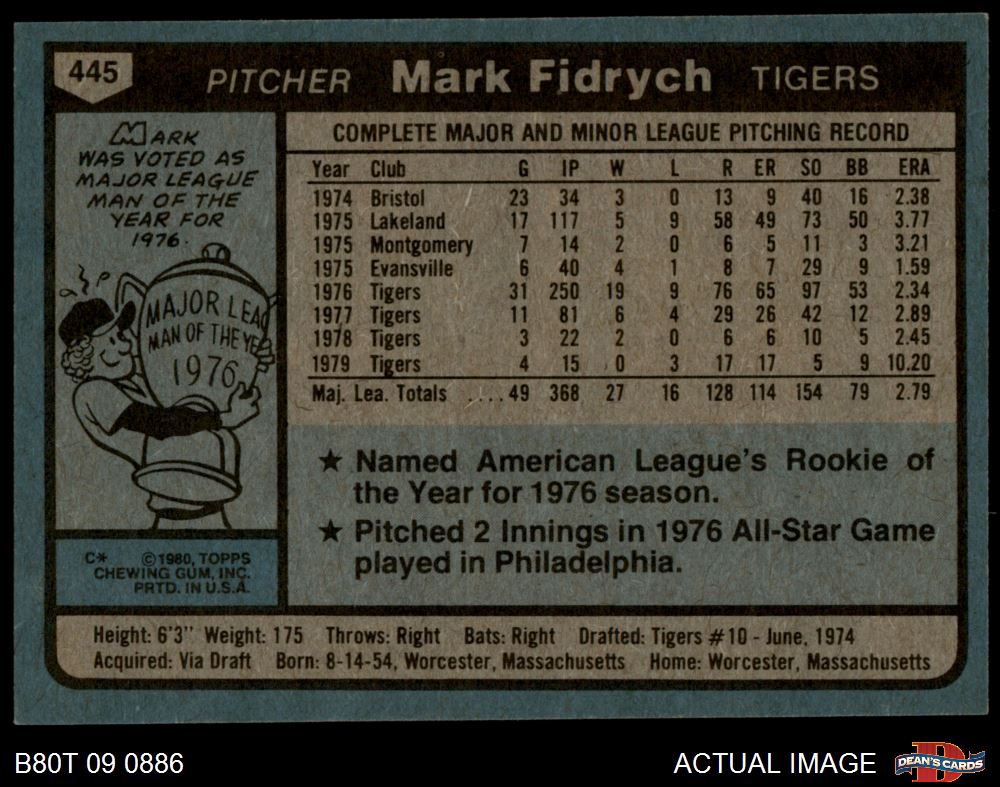 445
PITCHER Mark Fidrych TIGERS
MARK
WAS VOTED AS
MAJOR LEAGUE
MAN OF THE
YEAR FOR
1976.
MAJOR LEA
MAN OF THE YE
1976
C* ©1980, TOPPS
CHEWING GUM, INC.
PRTD. IN U.S.A.
COMPLETE MAJOR AND MINOR LEAGUE PITCHING RECORD
Year Club G IP W L R ER SO BB ERA
1974 Bristol 23 34 3 0 13 9 40 16 2.38
1975 Lakeland 17 117 5 9 58 49 73 50 3.77
1975 Montgomery 7 14 2 0 6 5 11 3 3.21
1975 Evansville 6 40 4 1 8 7 29 9 1.59
1976 Tigers 31 250 19 9 76 65 97 53 2.34
1977 Tigers 11 81 6 4 29 26 42 12 2.89
1978 Tigers 3 22 2 0 6 6 10 5 2.45
1979 Tigers 4 15 0 3 17 17 5 9 10.20
Maj. Lea. Totals ....49 368 27 16 128 114 154 79 2.79
★ Named American League's Rookie of
the Year for 1976 season.
★ Pitched 2 Innings in 1976 All-Star Game
played in Philadelphia.
Height: 6'3" Weight: 175 Throws: Right Bats: Right Drafted: Tigers #10 - June, 1974
Acquired: Via Draft Born: 8-14-54, Worcester, Massachusetts Home: Worcester, Massachusetts
B80T 09 0886
ACTUAL IMAGE
D
DEAN'S CARDS